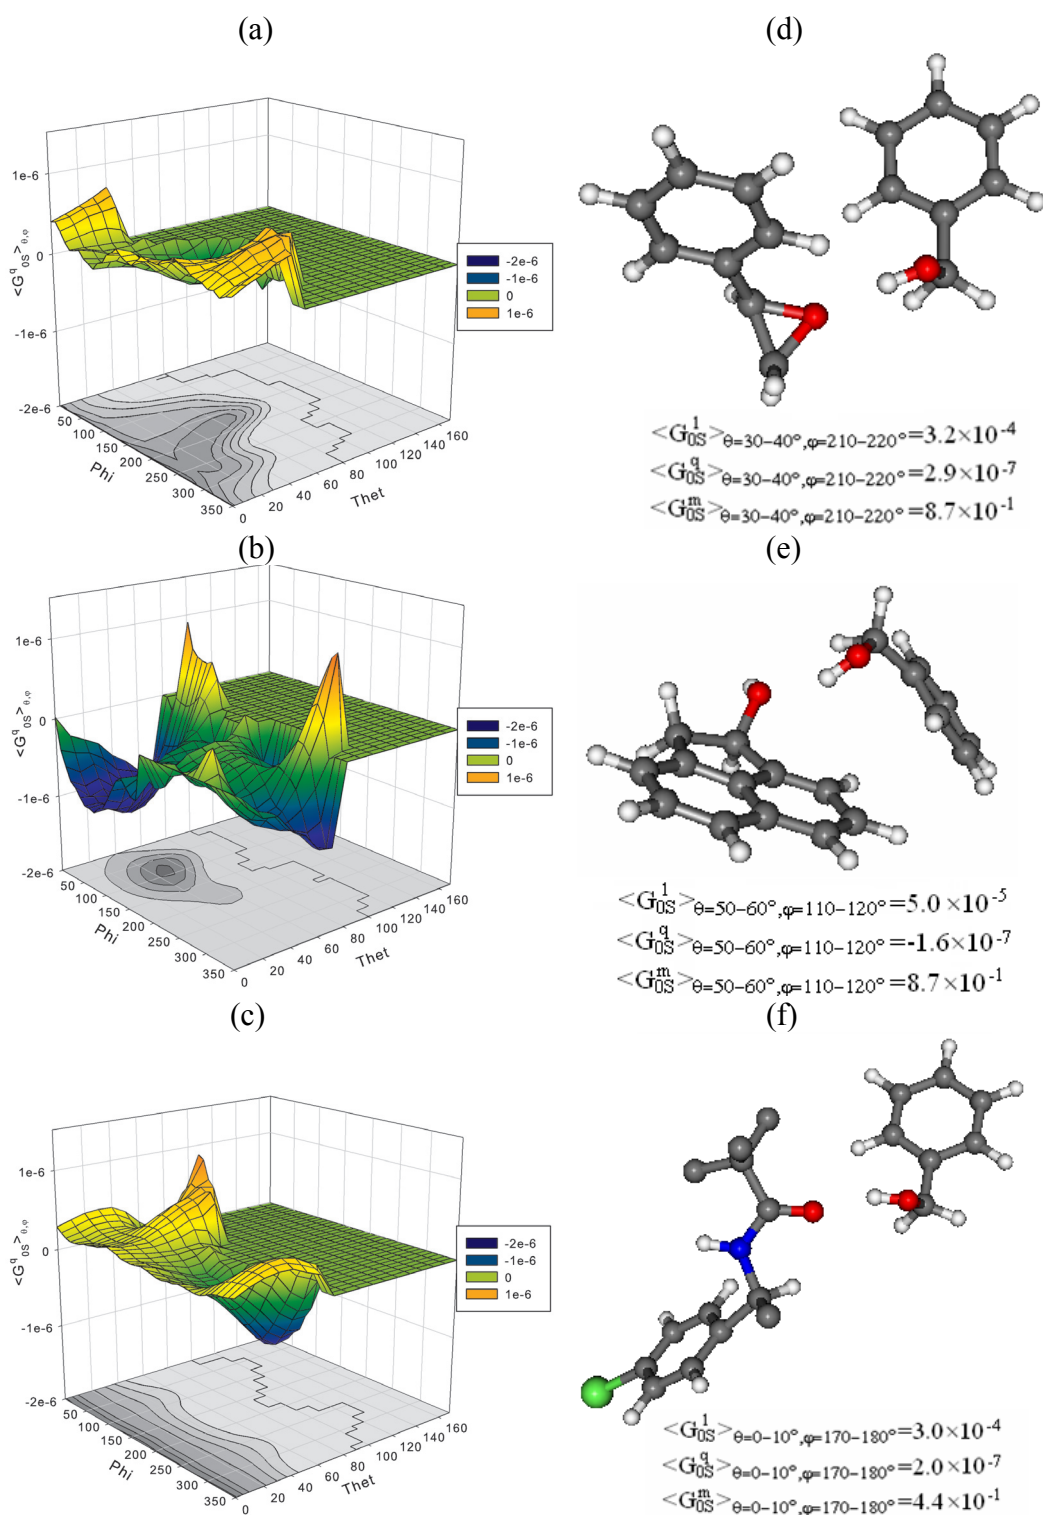 (a)
1e-6
0
-1e-6
-2e-6
<G^q_0S>_θ,φ
50
100
150
200
250
300
350
Phi
0
20
40
60
80
100
120
140
160
Thet
-2e-6
-1e-6
0
1e-6
(d)
<G^1_0S>_θ=30−40°,φ=210−220° =3.2×10^-4
<G^q_0S>_θ=30−40°,φ=210−220° =2.9×10^-7
<G^m_0S>_θ=30−40°,φ=210−220° =8.7×10^-1
(b)
1e-6
0
-1e-6
-2e-6
<G^q_0S>_θ,φ
50
100
150
200
250
300
350
Phi
0
20
40
60
80
100
120
140
160
Thet
-2e-6
-1e-6
0
1e-6
(e)
<G^1_0S>_θ=50−60°,φ=110−120° =5.0 ×10^-5
<G^q_0S>_θ=50−60°,φ=110−120° =-1.6×10^-7
<G^m_0S>_θ=50−60°,φ=110−120° =8.7 ×10^-1
(c)
1e-6
0
-1e-6
-2e-6
<G^q_0S>_θ,φ
50
100
150
200
250
300
350
Phi
0
20
40
60
80
100
120
140
160
Thet
-2e-6
-1e-6
0
1e-6
(f)
<G^1_0S>_θ=0−10°,φ=170−180° =3.0 ×10^-4
<G^q_0S>_θ=0−10°,φ=170−180° =2.0 ×10^-7
<G^m_0S>_θ=0−10°,φ=170−180° =4.4 ×10^-1